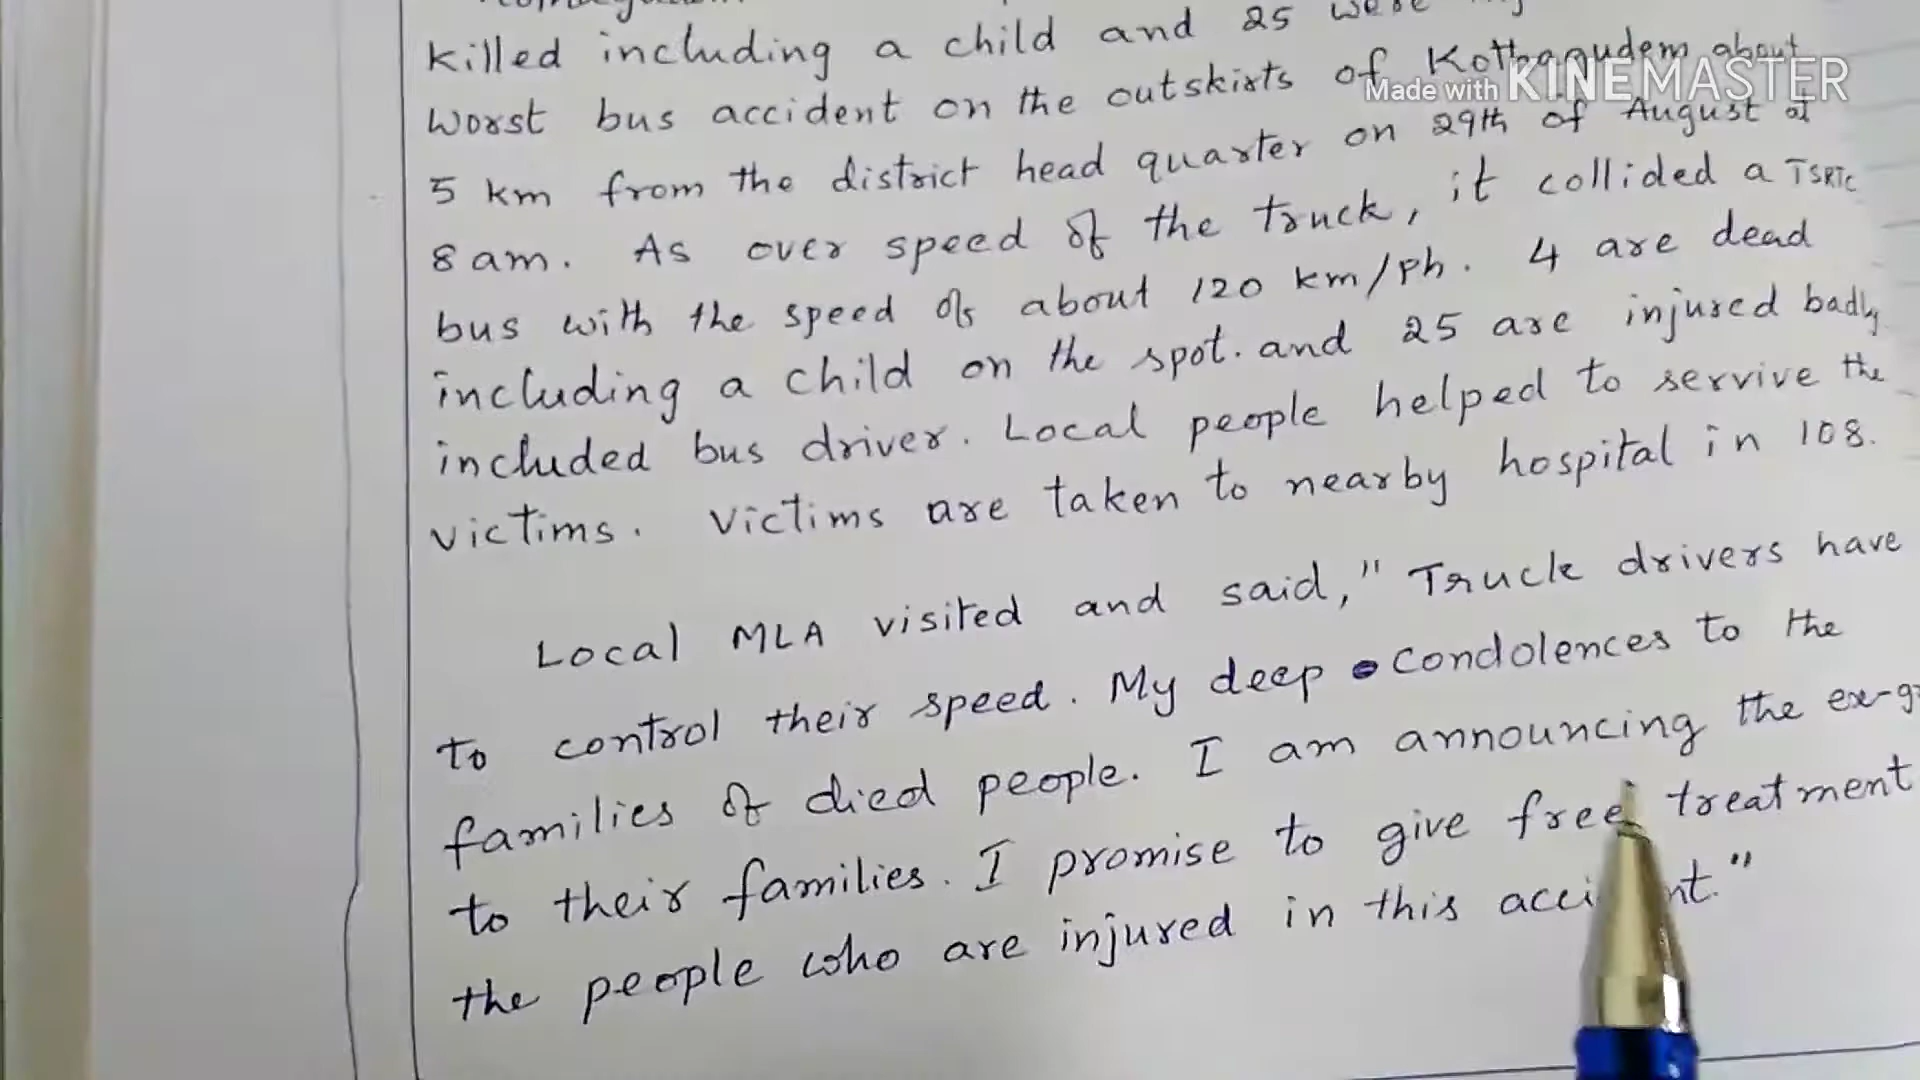 killed including a child and 25 were
worst bus accident on the outskirts of Kothagudem about
5 km from the district head quarter on 29th of August at
8 am. As over speed of the truck, it collided a TSRTC
bus with the speed of about 120 km/ph. 4 are dead
including a child on the spot. and 25 are injured badly
included bus driver. Local people helped to servive the
victims. Victims are taken to nearby hospital in 108.
Local MLA visited and said," Truck drivers have
to control their speed. My deep condolences to the
families of died people. I am announcing the
to their families. I promise to give free treatment
the people who are injured in this
Made with KINEMASTER